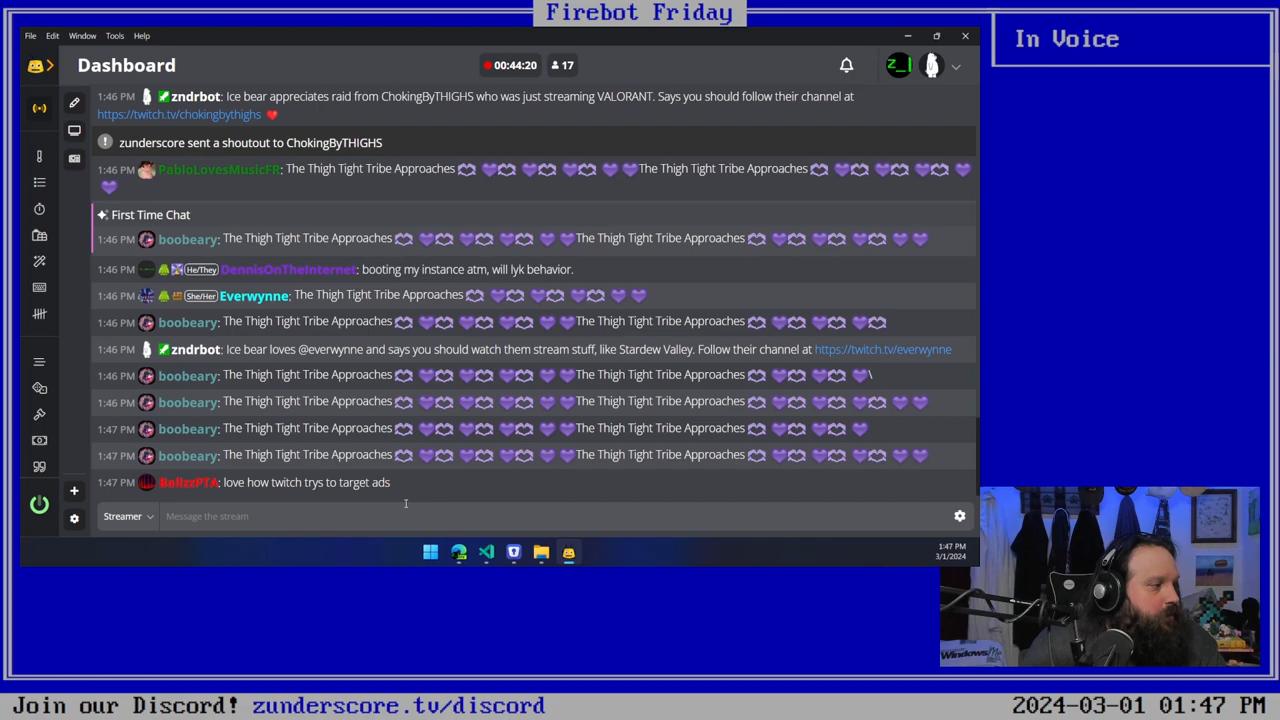 Firebot Friday
In Voice
File Edit Window Tools Help
Dashboard
00:44:20
17
z_
1:46 PM zndrbot: Ice bear appreciates raid from ChokingByTHIGHS who was just streaming VALORANT. Says you should follow their channel at
https://twitch.tv/chokingbythighs
zunderscore sent a shoutout to ChokingByTHIGHS
1:46 PM PabloLovesMusicFR: The Thigh Tight Tribe Approaches The Thigh Tight Tribe Approaches
First Time Chat
1:46 PM boobeary: The Thigh Tight Tribe Approaches The Thigh Tight Tribe Approaches
1:46 PM He/They DennisOnTheInternet: booting my instance atm, will lyk behavior.
1:46 PM She/Her Everwynne: The Thigh Tight Tribe Approaches
1:46 PM boobeary: The Thigh Tight Tribe Approaches The Thigh Tight Tribe Approaches
1:46 PM zndrbot: Ice bear loves @everwynne and says you should watch them stream stuff, like Stardew Valley. Follow their channel at https://twitch.tv/everwynne
1:46 PM boobeary: The Thigh Tight Tribe Approaches The Thigh Tight Tribe Approaches \
1:46 PM boobeary: The Thigh Tight Tribe Approaches The Thigh Tight Tribe Approaches
1:47 PM boobeary: The Thigh Tight Tribe Approaches The Thigh Tight Tribe Approaches
1:47 PM boobeary: The Thigh Tight Tribe Approaches The Thigh Tight Tribe Approaches
1:47 PM BallzzPTA: love how twitch trys to target ads
Streamer Message the stream
1:47 PM
3/1/2024
Join our Discord! zunderscore.tv/discord
2024-03-01 01:47 PM